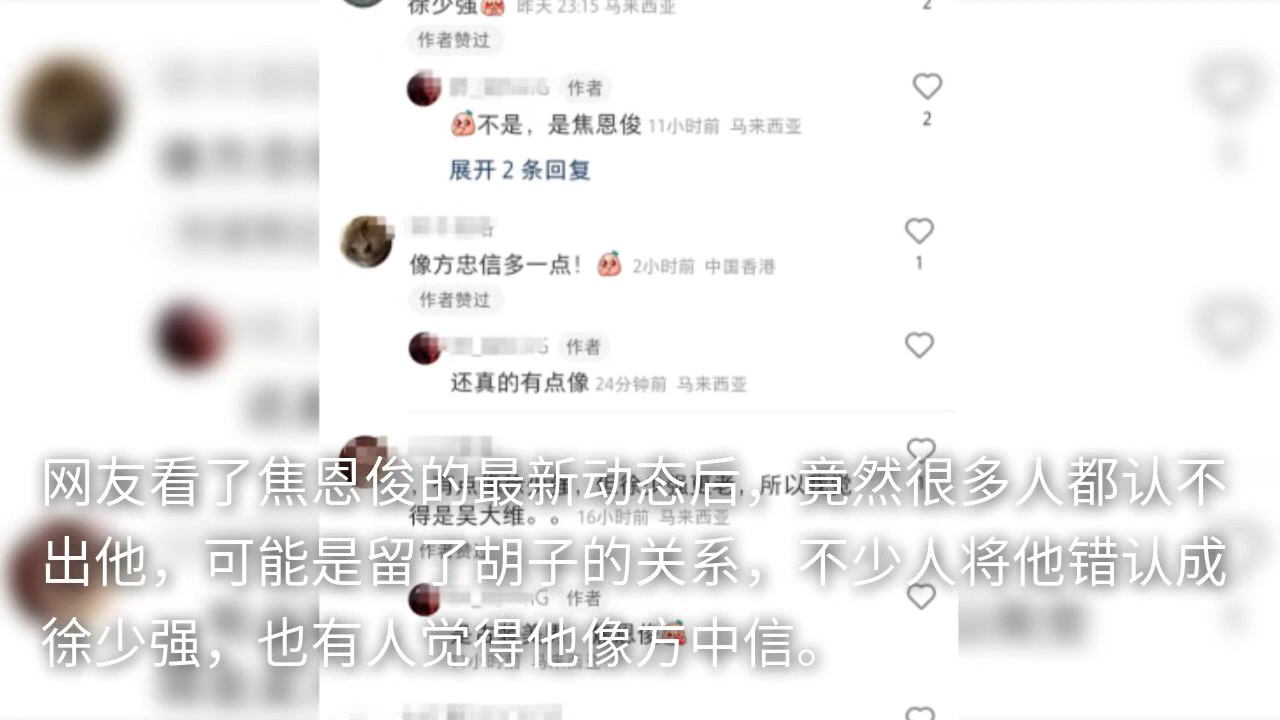 徐少强 昨天 23:15 马来西亚
2
作者赞过
作者
不是，是焦恩俊 11小时前 马来西亚
2
展开 2 条回复
像方忠信多一点！ 2小时前 中国香港
1
作者赞过
作者
还真的有点像 24分钟前 马来西亚
所以
得是吴大维。。 16小时前 马来西亚
作者赞过
作者
网友看了焦恩俊的最新动态后，竟然很多人都认不
出他，可能是留了胡子的关系，不少人将他错认成
徐少强，也有人觉得他像方中信。